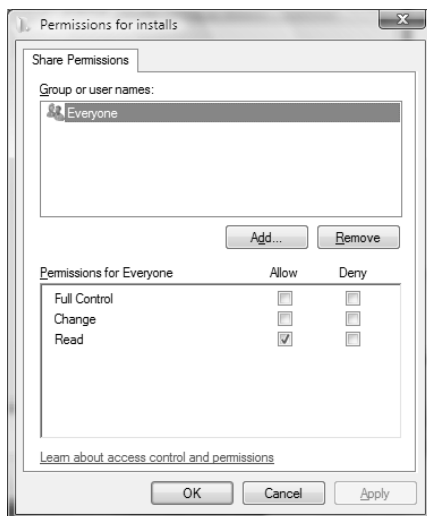 Permissions for installs
Share Permissions
Group or user names:
Everyone
Add...
Remove
Permissions for Everyone
Allow
Deny
Full Control
Change
Read
Learn about access control and permissions
OK
Cancel
Apply